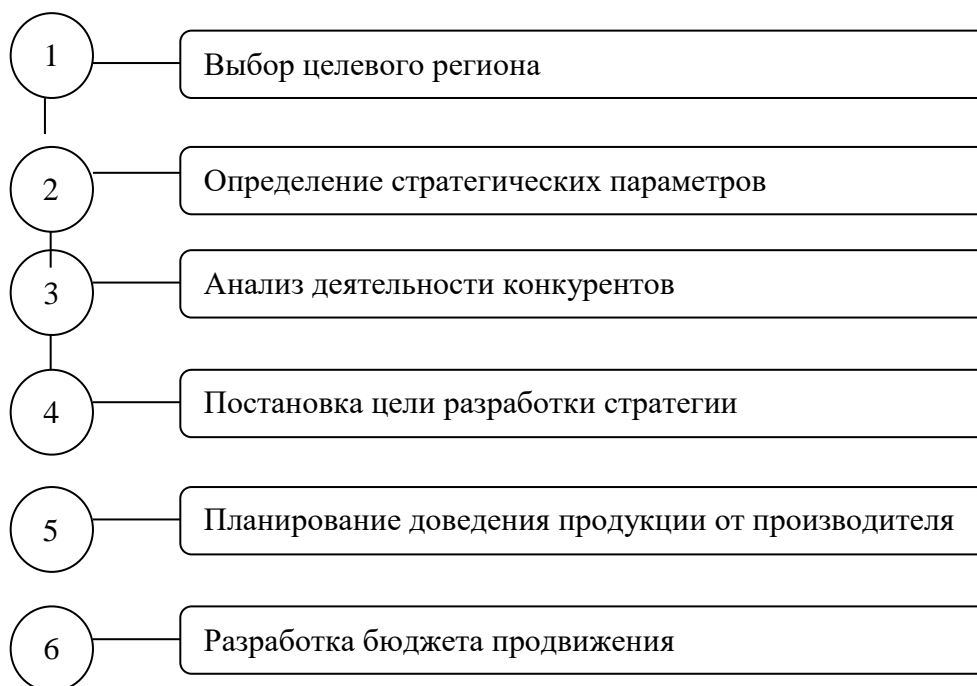 1
Выбор целевого региона
2
Определение стратегических параметров
3
Анализ деятельности конкурентов
4
Постановка цели разработки стратегии
5
Планирование доведения продукции от производителя
6
Разработка бюджета продвижения